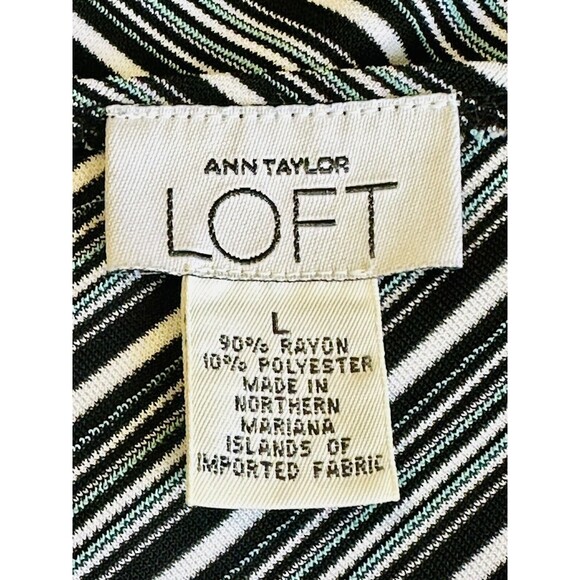 ANN TAYLOR
LOFT
L
90% RAYON
10% POLYESTER
MADE IN
NORTHERN
MARIANA
ISLANDS OF
IMPORTED FABRIC